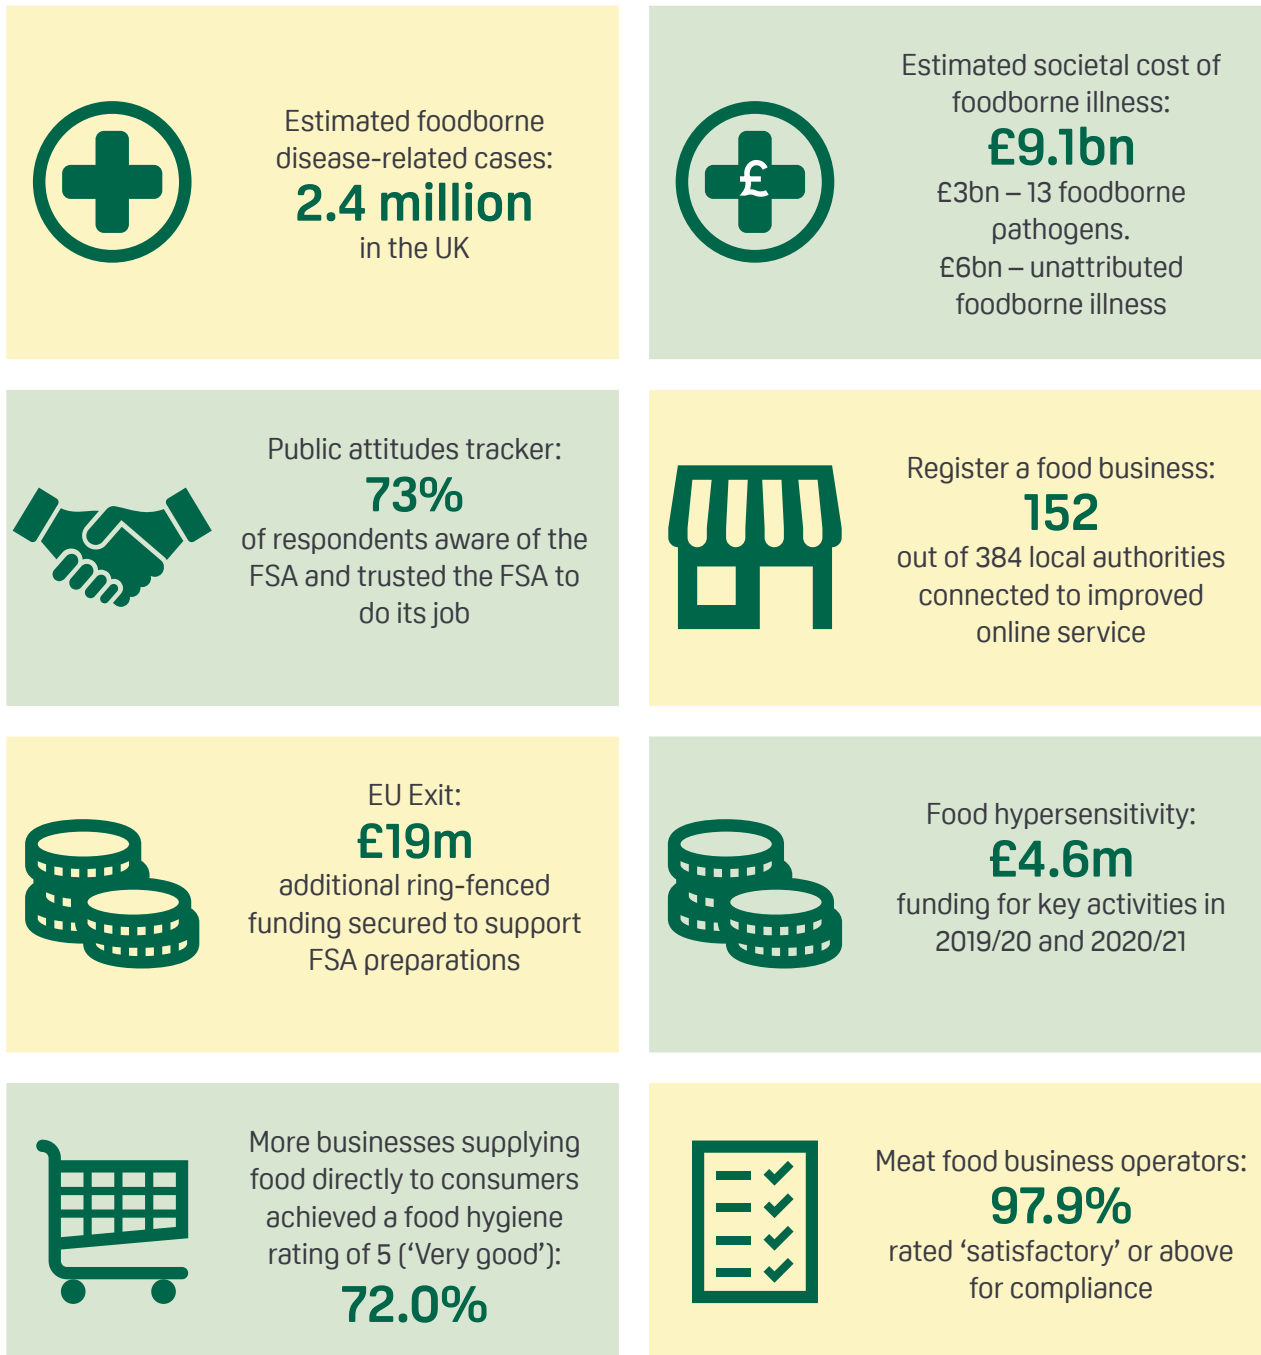 Estimated foodborne
disease-related cases:
2.4 million
in the UK
Estimated societal cost of
foodborne illness:
£9.1bn
£3bn – 13 foodborne
pathogens.
£6bn – unattributed
foodborne illness
£
Public attitudes tracker:
73%
of respondents aware of the
FSA and trusted the FSA to
do its job
Register a food business:
152
out of 384 local authorities
connected to improved
online service
EU Exit:
£19m
additional ring-fenced
funding secured to support
FSA preparations
Food hypersensitivity:
£4.6m
funding for key activities in
2019/20 and 2020/21
More businesses supplying
food directly to consumers
achieved a food hygiene
rating of 5 (‘Very good’):
72.0%
Meat food business operators:
97.9%
rated ‘satisfactory’ or above
for compliance